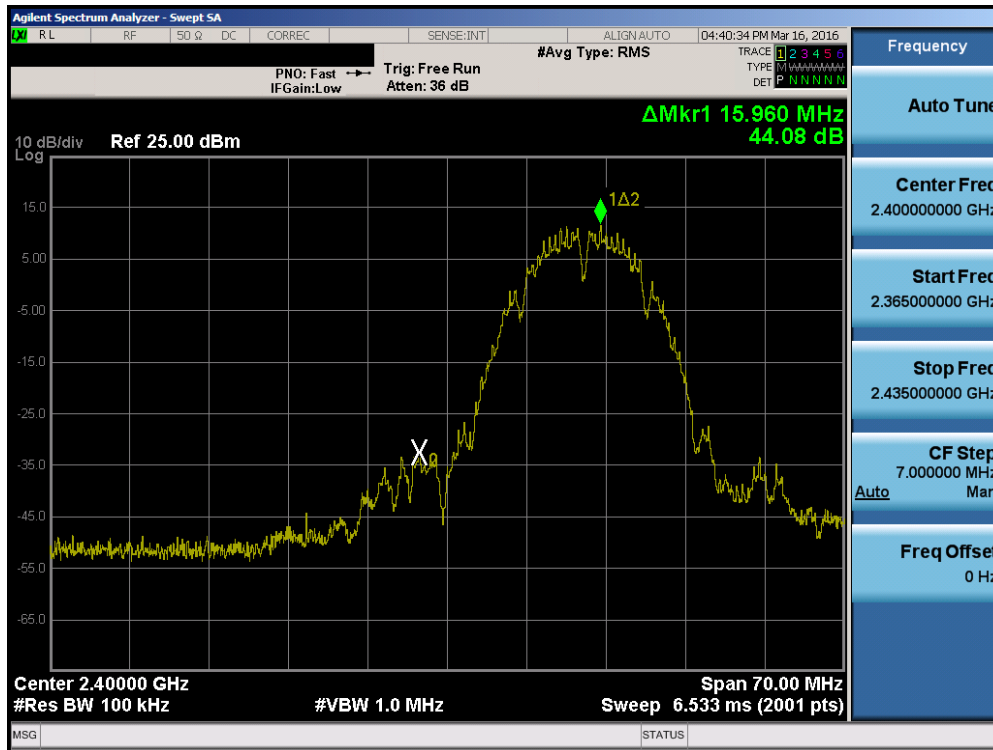 Agilent Spectrum Analyzer - Swept SA
LXI RL RF 50 Ω DC CORREC SENSE:INT ALIGNAUTO 04:40:34 PM Mar 16, 2016
#Avg Type: RMS
TRACE 1 2 3 4 5 6
TYPE M
DET P N N N N N
PNO: Fast
IFGain:Low
Trig: Free Run
Atten: 36 dB
ΔMkr1 15.960 MHz
44.08 dB
10 dB/div Ref 25.00 dBm
Log
15.0
5.00
-5.00
-15.0
-25.0
-35.0
-45.0
-55.0
-65.0
1Δ2
X
Center 2.40000 GHz Span 70.00 MHz
#Res BW 100 kHz #VBW 1.0 MHz Sweep 6.533 ms (2001 pts)
MSG STATUS
Frequency
Auto Tune
Center Freq
2.400000000 GHz
Start Freq
2.365000000 GHz
Stop Freq
2.435000000 GHz
CF Step
7.000000 MHz
Auto Man
Freq Offset
0 Hz